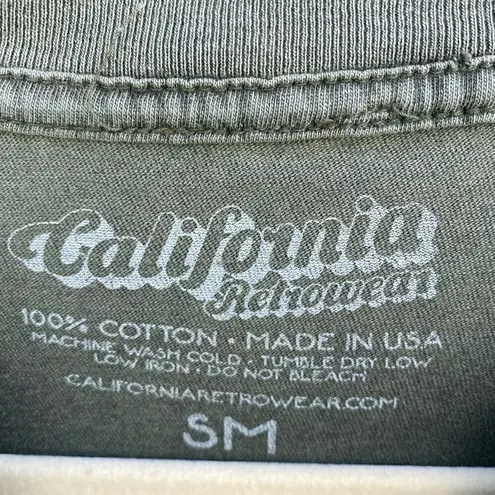 California
Retrowear
100% COTTON · MADE IN USA
MACHINE WASH COLD · TUMBLE DRY LOW
LOW IRON · DO NOT BLEACH
CALIFORNIARETROWEAR.COM
SM